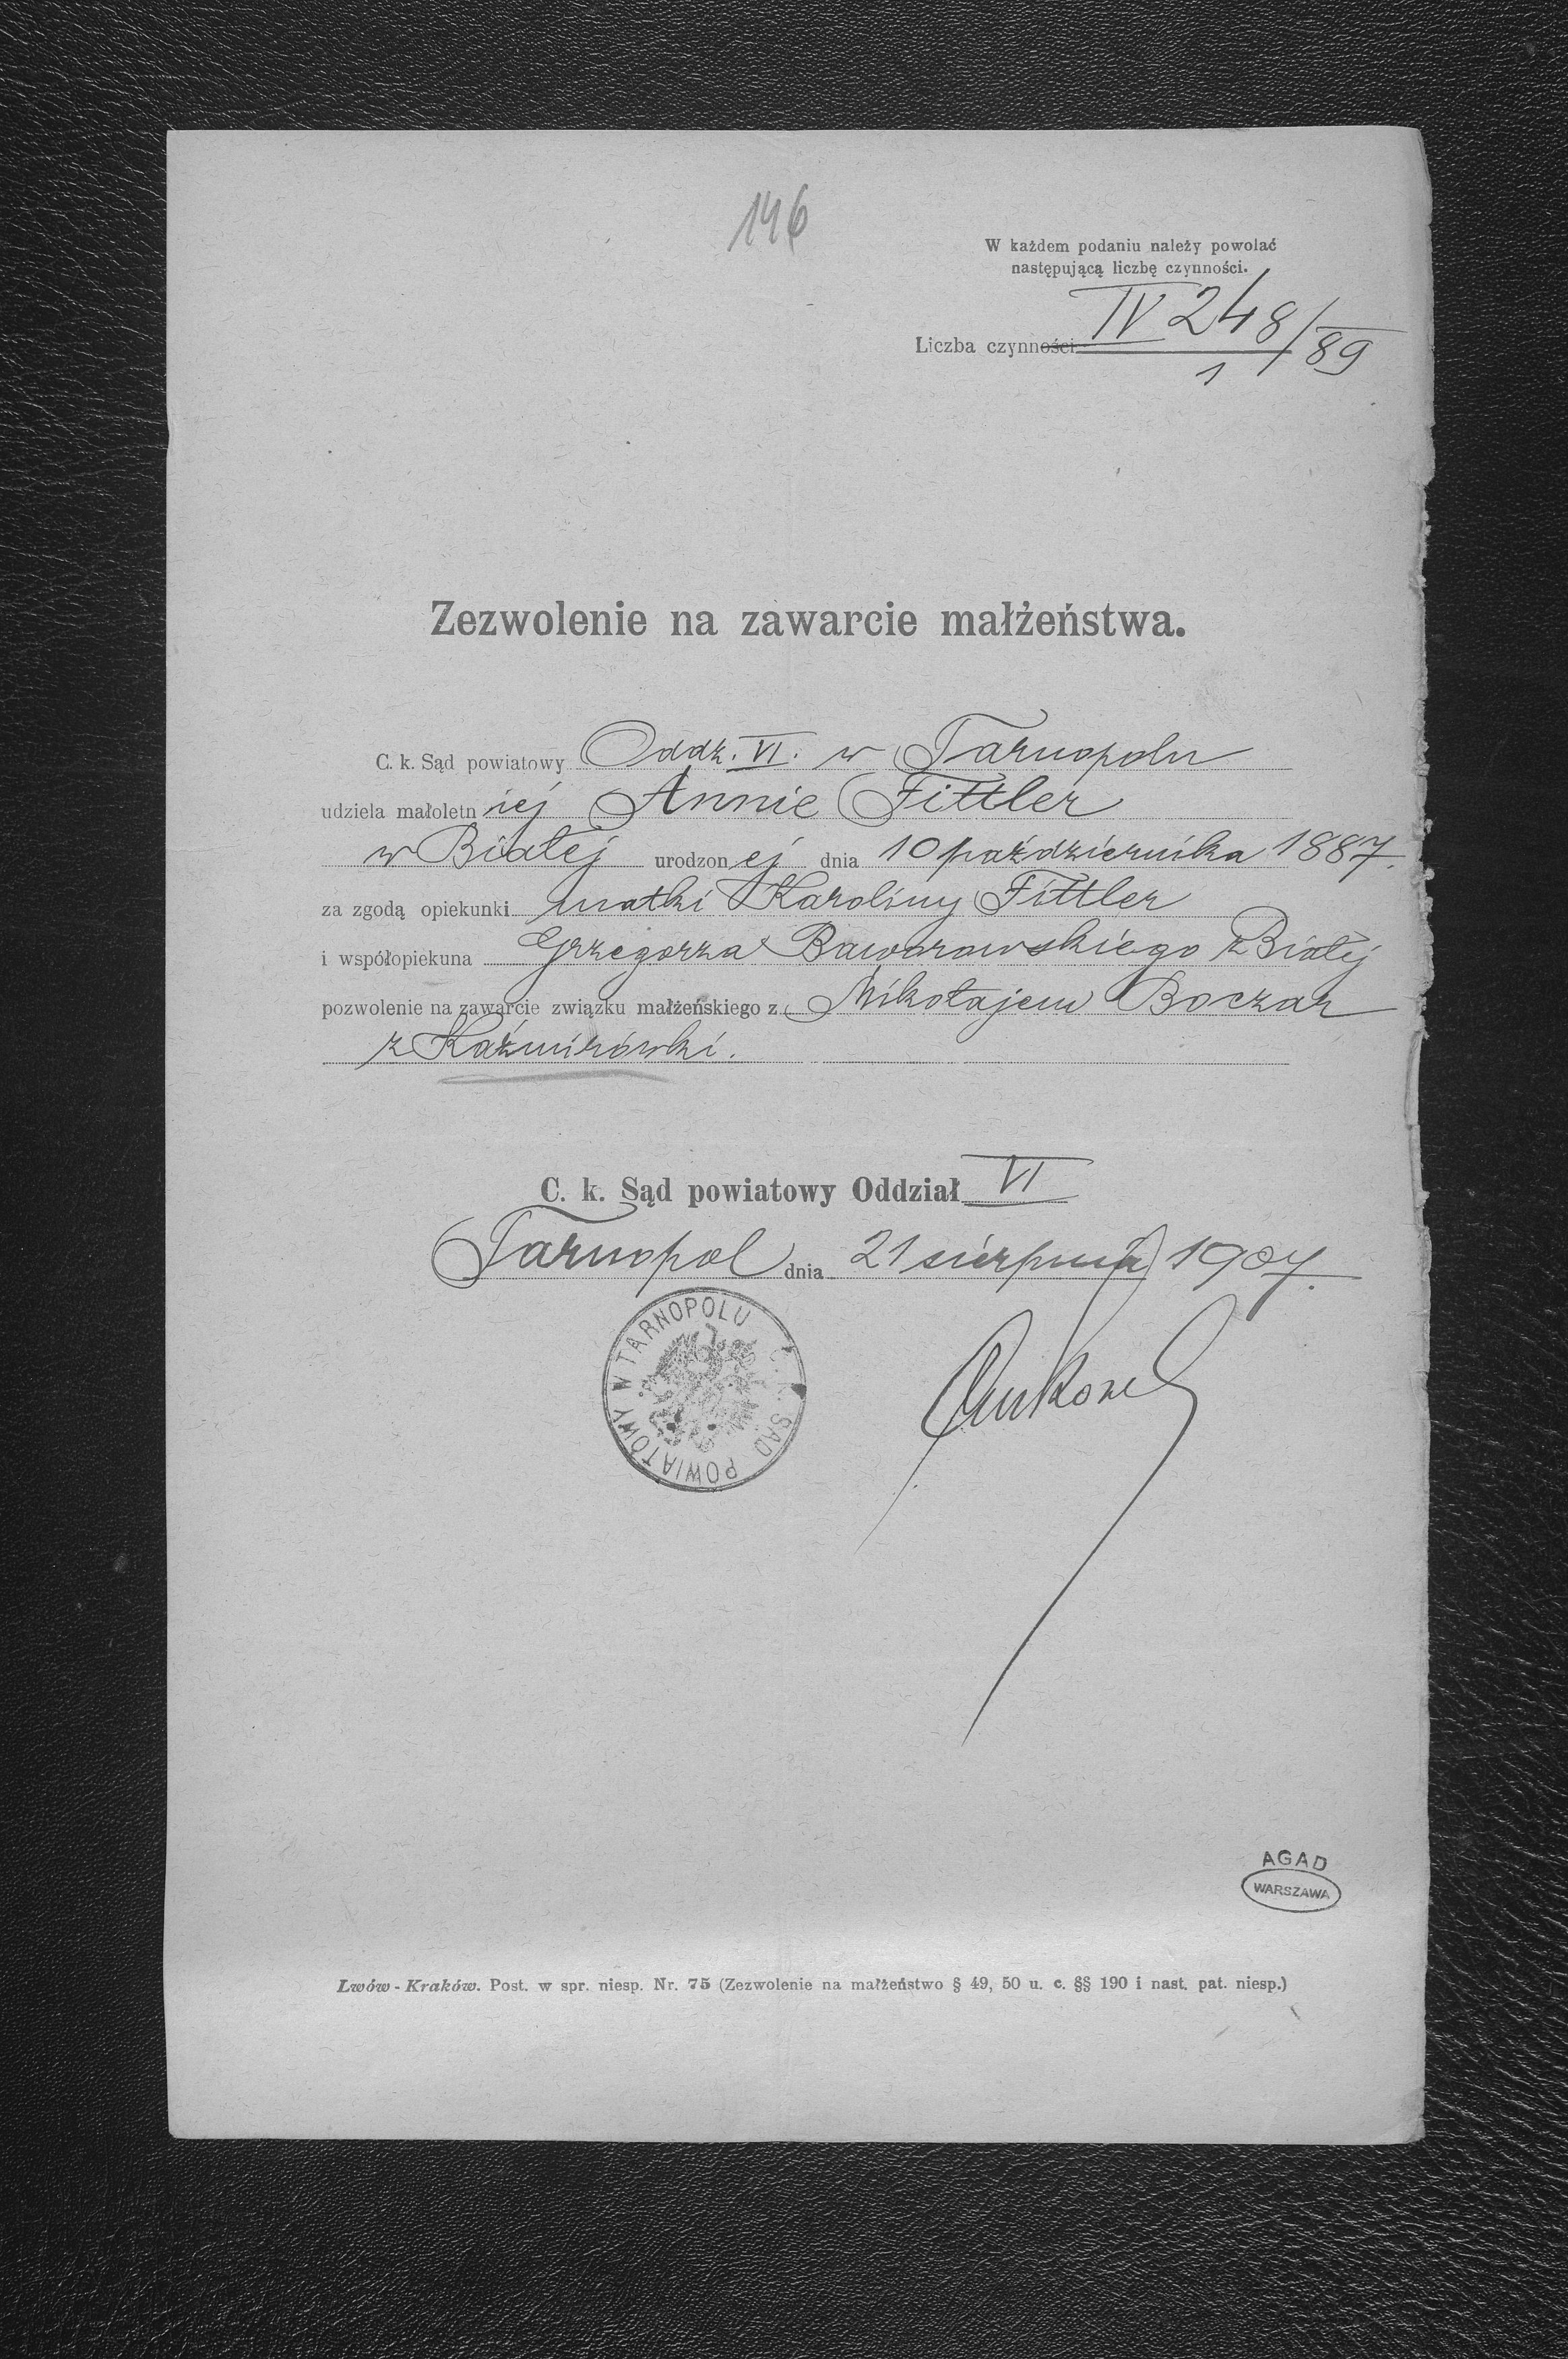 146
W każdem podaniu należy powołać
następującą liczbę czynności.
Liczba czynności IV 248/89
1
Zezwolenie na zawarcie małżeństwa.
C. k. Sąd powiatowy Oddz. VI. w Tarnopolu
udziela małoletniej Annie Fittler
w Białej urodzonej dnia 10 października 1887.
za zgodą opiekunki matki Karoliny Fittler
i współopiekuna Grzegorza Baworowskiego z Białej
pozwolenie na zawarcie związku małżeńskiego z Mikołajem Boczar
z Kaźmirówki.
C. k. Sąd powiatowy Oddział VI
Tarnopol dnia 21 sierpnia 1907.
C. K. SĄD POWIATOWY W TARNOPOLU
AGAD
WARSZAWA
Lwów - Kraków. Post. w spr. niesp. Nr. 75 (Zezwolenie na małżeństwo § 49, 50 u. c. §§ 190 i nast. pat. niesp.)